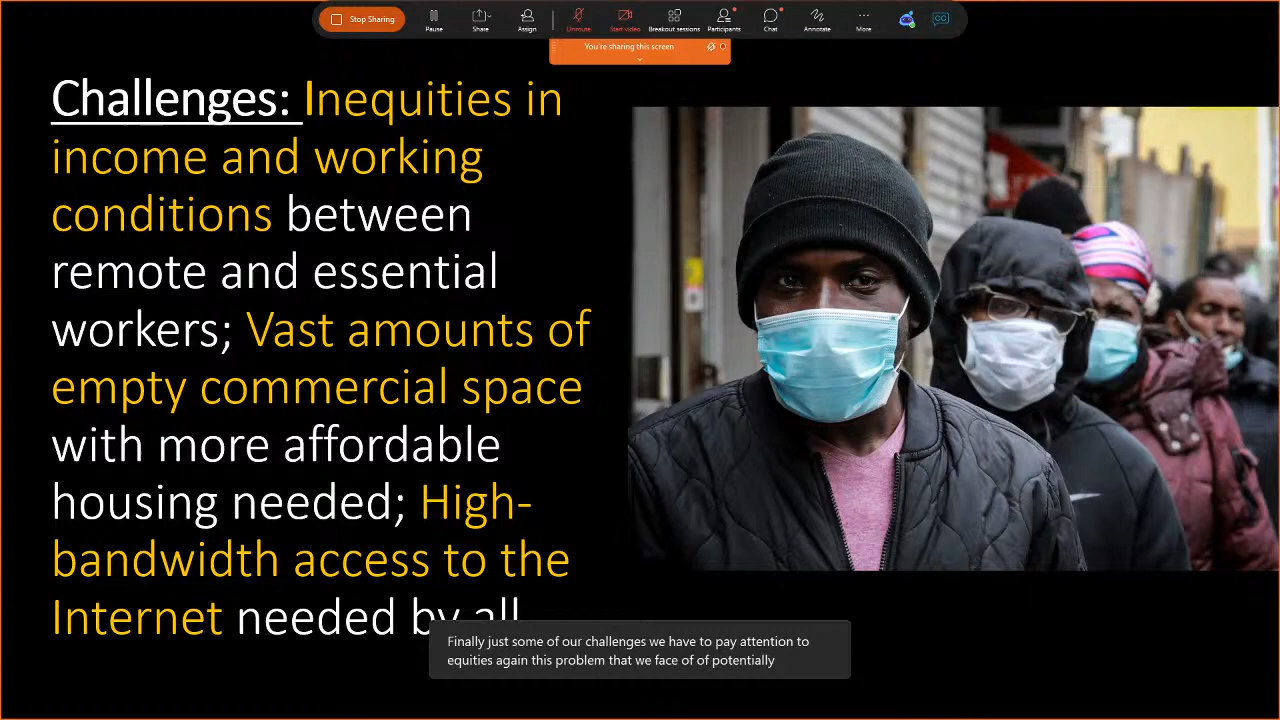 Stop Sharing
Pause
Share
Assign
Unmute
Start video
Breakout sessions
Participants
Chat
Annotate
More
CC
You're sharing this screen
Challenges: Inequities in
income and working
conditions between
remote and essential
workers; Vast amounts of
empty commercial space
with more affordable
housing needed; High-
bandwidth access to the
Internet needed by all
Finally just some of our challenges we have to pay attention to
equities again this problem that we face of of potentially